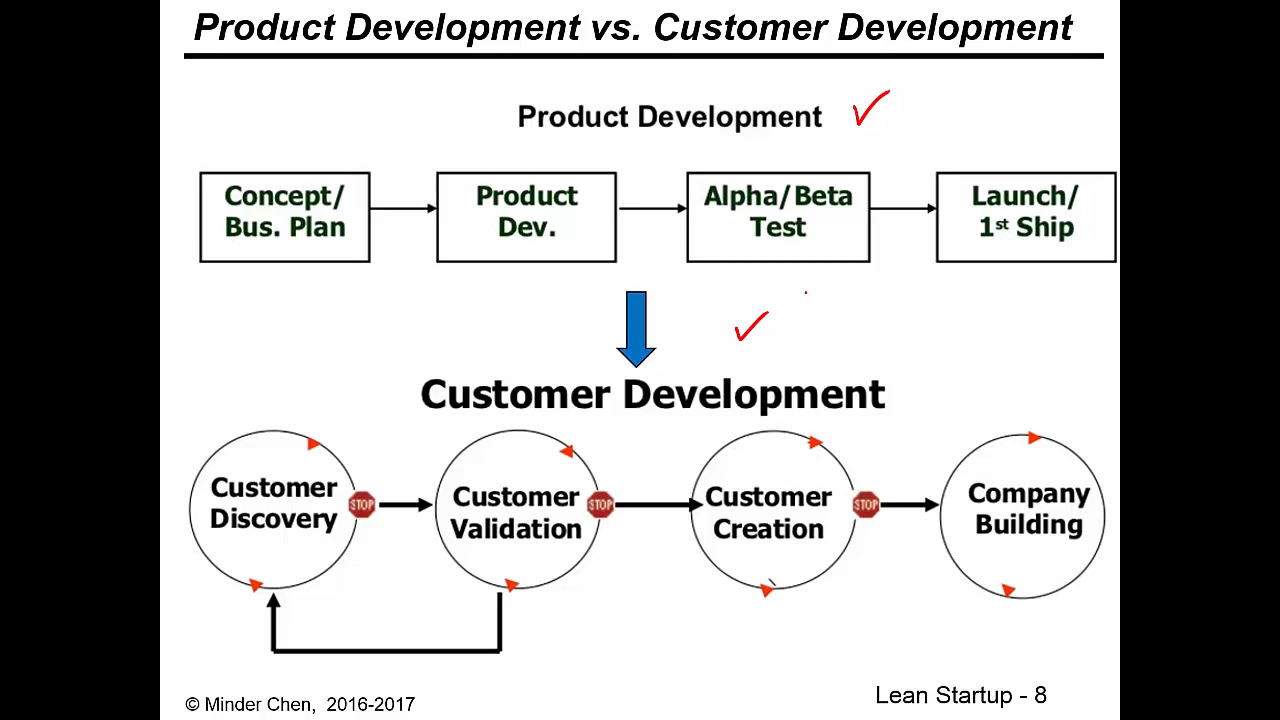 Product Development vs. Customer Development
Product Development
Concept/
Bus. Plan
Product
Dev.
Alpha/Beta
Test
Launch/
1st Ship
Customer Development
Customer
Discovery
STOP
Customer
Validation
STOP
Customer
Creation
STOP
Company
Building
© Minder Chen, 2016-2017
Lean Startup - 8